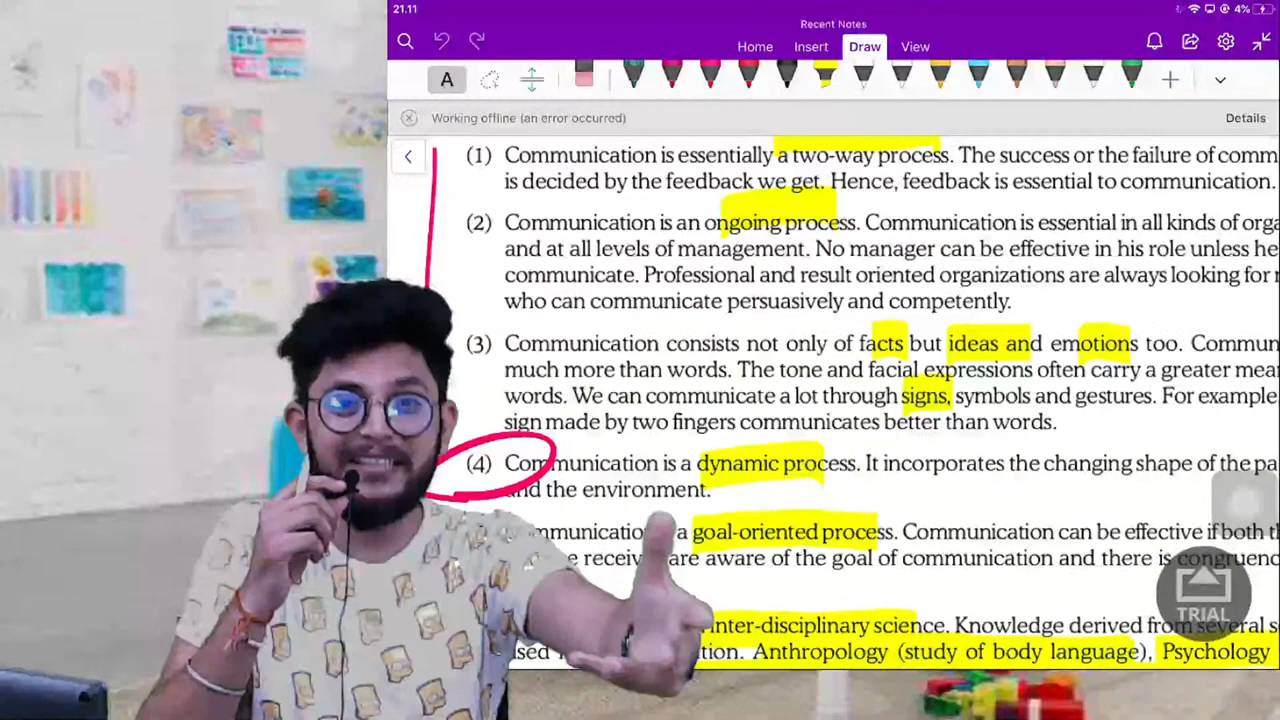 21.11
Recent Notes
4%
Home Insert Draw View
A
Working offline (an error occurred)
Details
(1) Communication is essentially a two-way process. The success or the failure of comm
is decided by the feedback we get. Hence, feedback is essential to communication.
(2) Communication is an ongoing process. Communication is essential in all kinds of orga
and at all levels of management. No manager can be effective in his role unless he
communicate. Professional and result oriented organizations are always looking for
who can communicate persuasively and competently.
(3) Communication consists not only of facts but ideas and emotions too. Commun
much more than words. The tone and facial expressions often carry a greater mea
words. We can communicate a lot through signs, symbols and gestures. For example
sign made by two fingers communicates better than words.
(4) Communication is a dynamic process. It incorporates the changing shape of the pa
and the environment.
mmunication a goal-oriented process. Communication can be effective if both t
e receiv are aware of the goal of communication and there is congruenc
inter-disciplinary science. Knowledge derived from several s
used tion. Anthropology (study of body language), Psychology
TRIAL